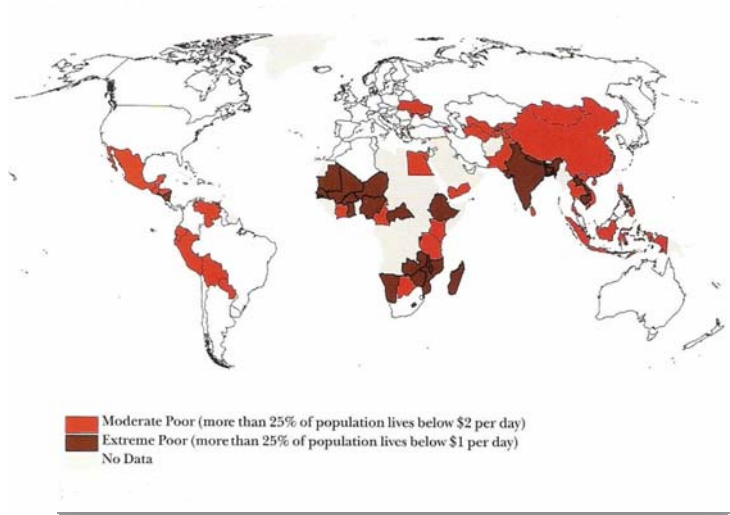 Moderate Poor (more than 25% of population lives below $2 per day)
Extreme Poor (more than 25% of population lives below $1 per day)
No Data